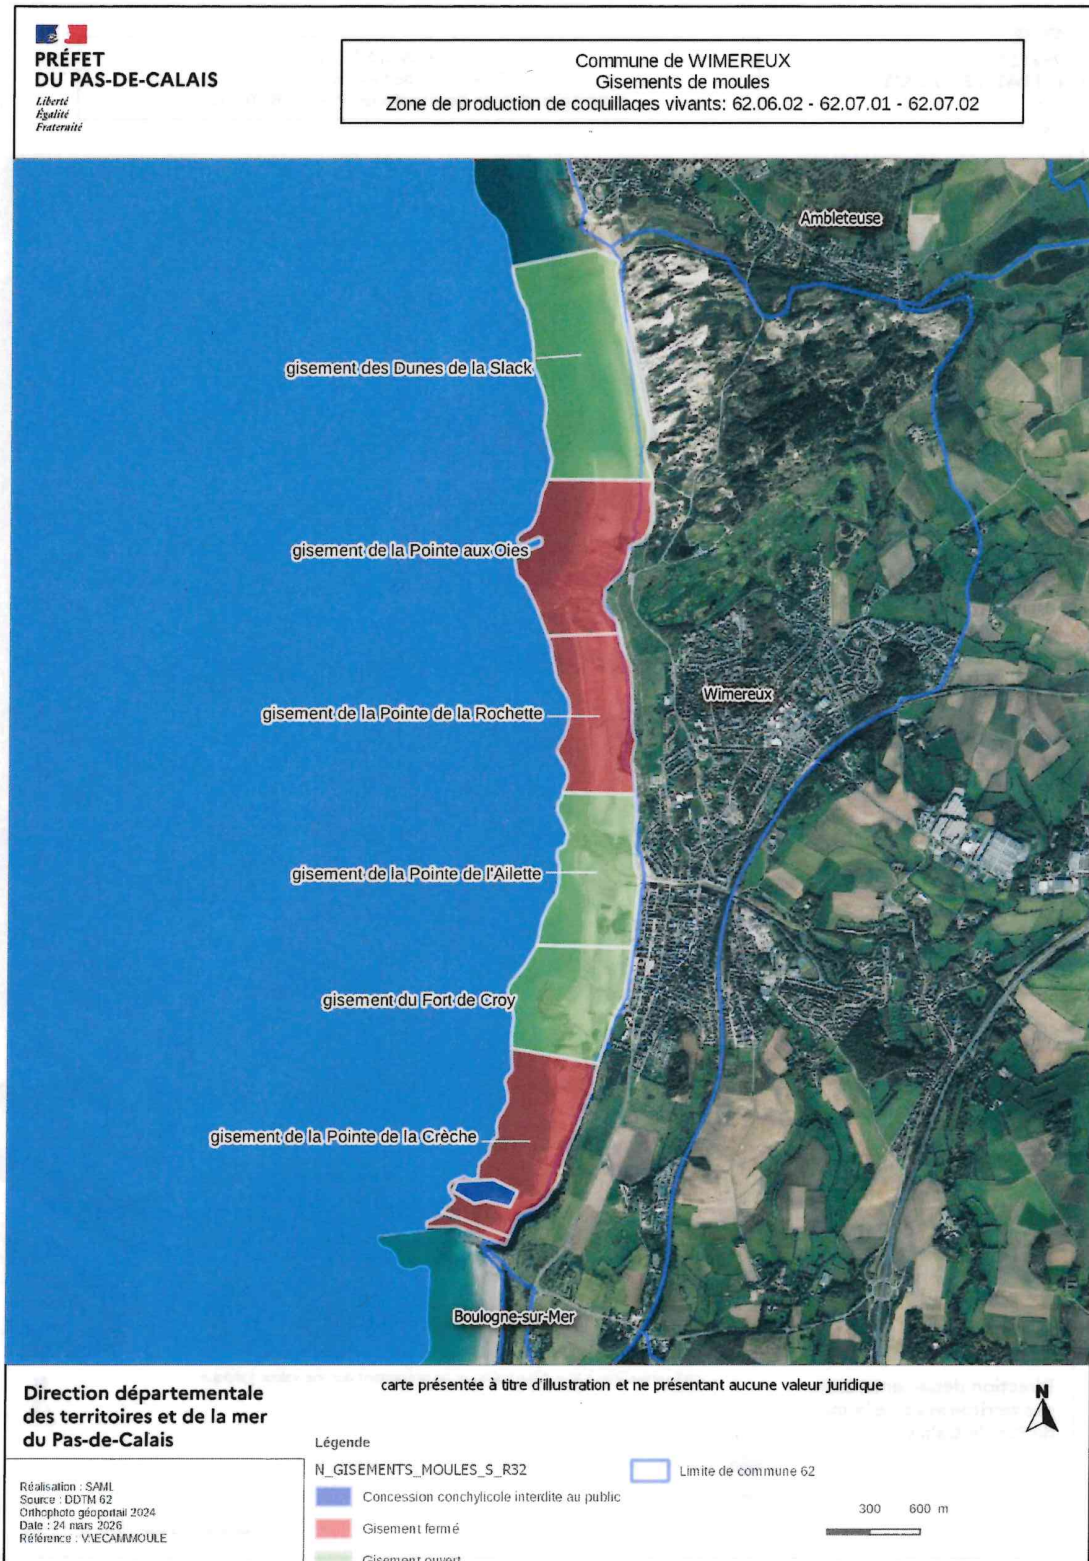 PRÉFET
DU PAS-DE-CALAIS
Liberté
Égalité
Fraternité
Commune de WIMEREUX
Gisements de moules
Zone de production de coquillages vivants: 62.06.02 - 62.07.01 - 62.07.02
Ambleteuse
gisement des Dunes de la Slack
gisement de la Pointe aux Oies
Wimereux
gisement de la Pointe de la Rochette
gisement de la Pointe de l'Ailette
gisement du Fort de Croy
gisement de la Pointe de la Crèche
Boulogne-sur-Mer
Direction départementale
des territoires et de la mer
du Pas-de-Calais
carte présentée à titre d'illustration et ne présentant aucune valeur juridique
N
Légende
N_GISEMENTS_MOULES_S_R32
Limite de commune 62
Concession conchylicole interdite au public
Gisement fermé
Gisement ouvert
300 600 m
Réalisation : SAML
Source : DDTM 62
Orthophoto géoportail 2024
Date : 24 mars 2026
Référence : V:\ECAM\MOULE